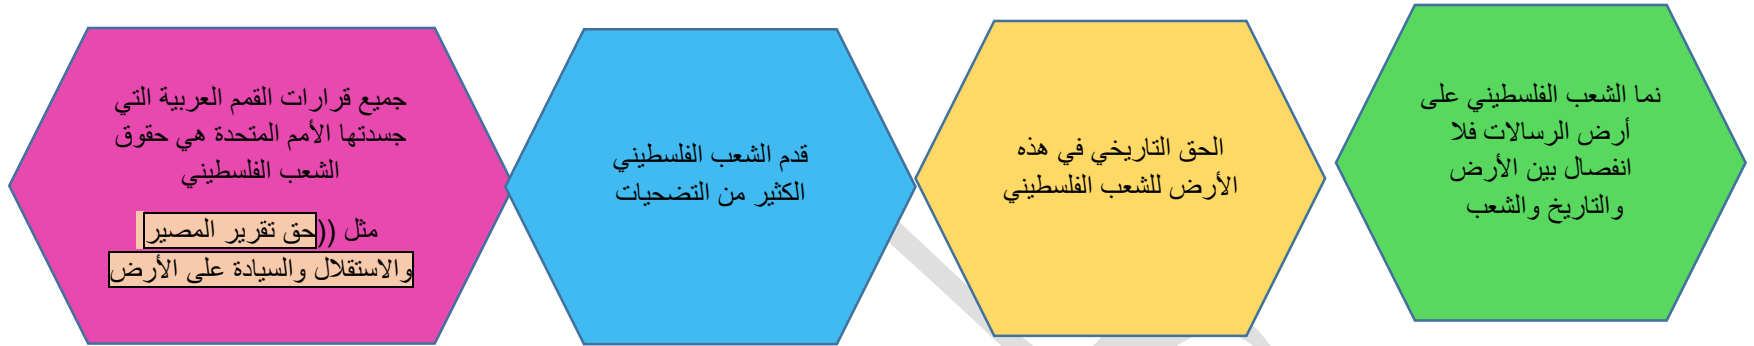 نما الشعب الفلسطيني على
أرض الرسالات فلا
انفصال بين الأرض
والتاريخ والشعب
الحق التاريخي في هذه
الأرض للشعب الفلسطيني
قدم الشعب الفلسطيني
الكثير من التضحيات
جميع قرارات القمم العربية التي
جسدتها الأمم المتحدة هي حقوق
الشعب الفلسطيني
مثل ((حق تقرير المصير
والاستقلال والسيادة على الأرض